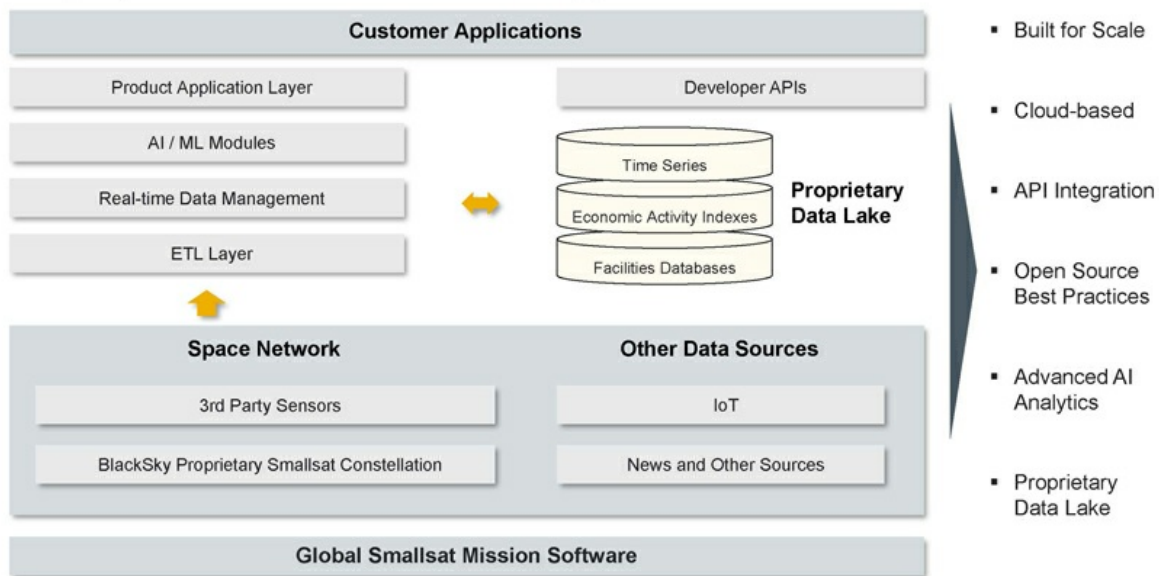 Customer Applications
Product Application Layer
AI / ML Modules
Real-time Data Management
ETL Layer
Developer APIs
Time Series
Economic Activity Indexes
Facilities Databases
Proprietary
Data Lake
Space Network
3rd Party Sensors
BlackSky Proprietary Smallsat Constellation
Other Data Sources
IoT
News and Other Sources
Global Smallsat Mission Software
▪ Built for Scale
▪ Cloud-based
▪ API Integration
▪ Open Source
Best Practices
▪ Advanced AI
Analytics
▪ Proprietary
Data Lake